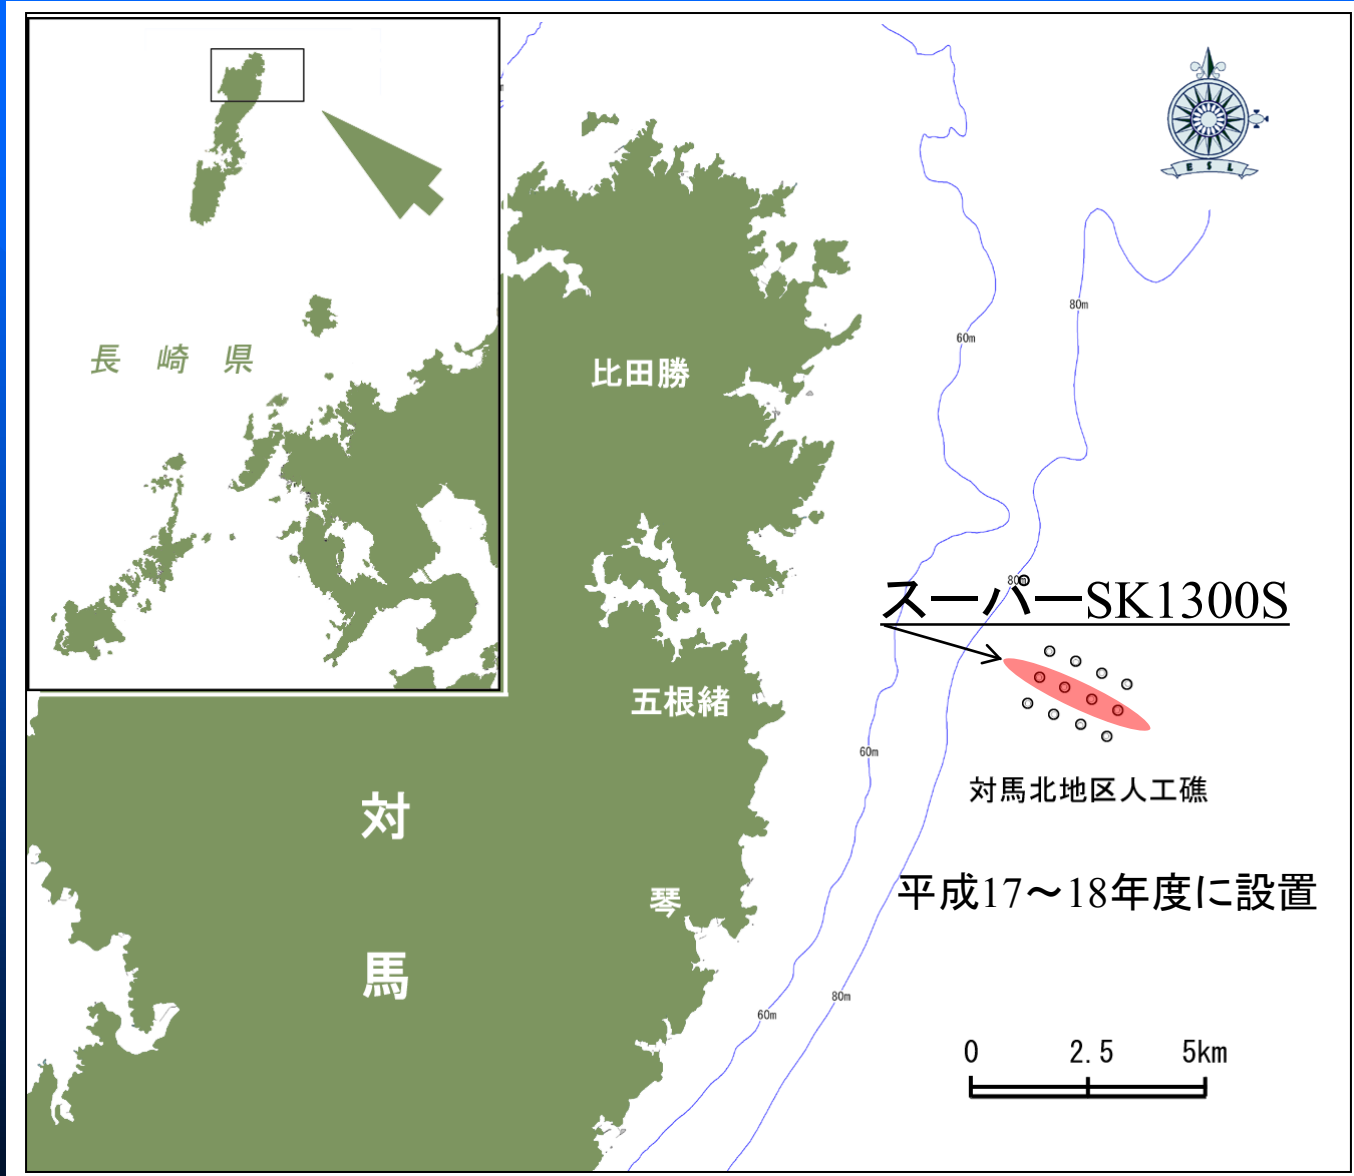 ESL
80m
60m
長崎県
比田勝
80m
スーパーSK1300S
五根緒
60m
対馬北地区人工礁
対馬
琴
平成17～18年度に設置
80m
60m
0 2.5 5km